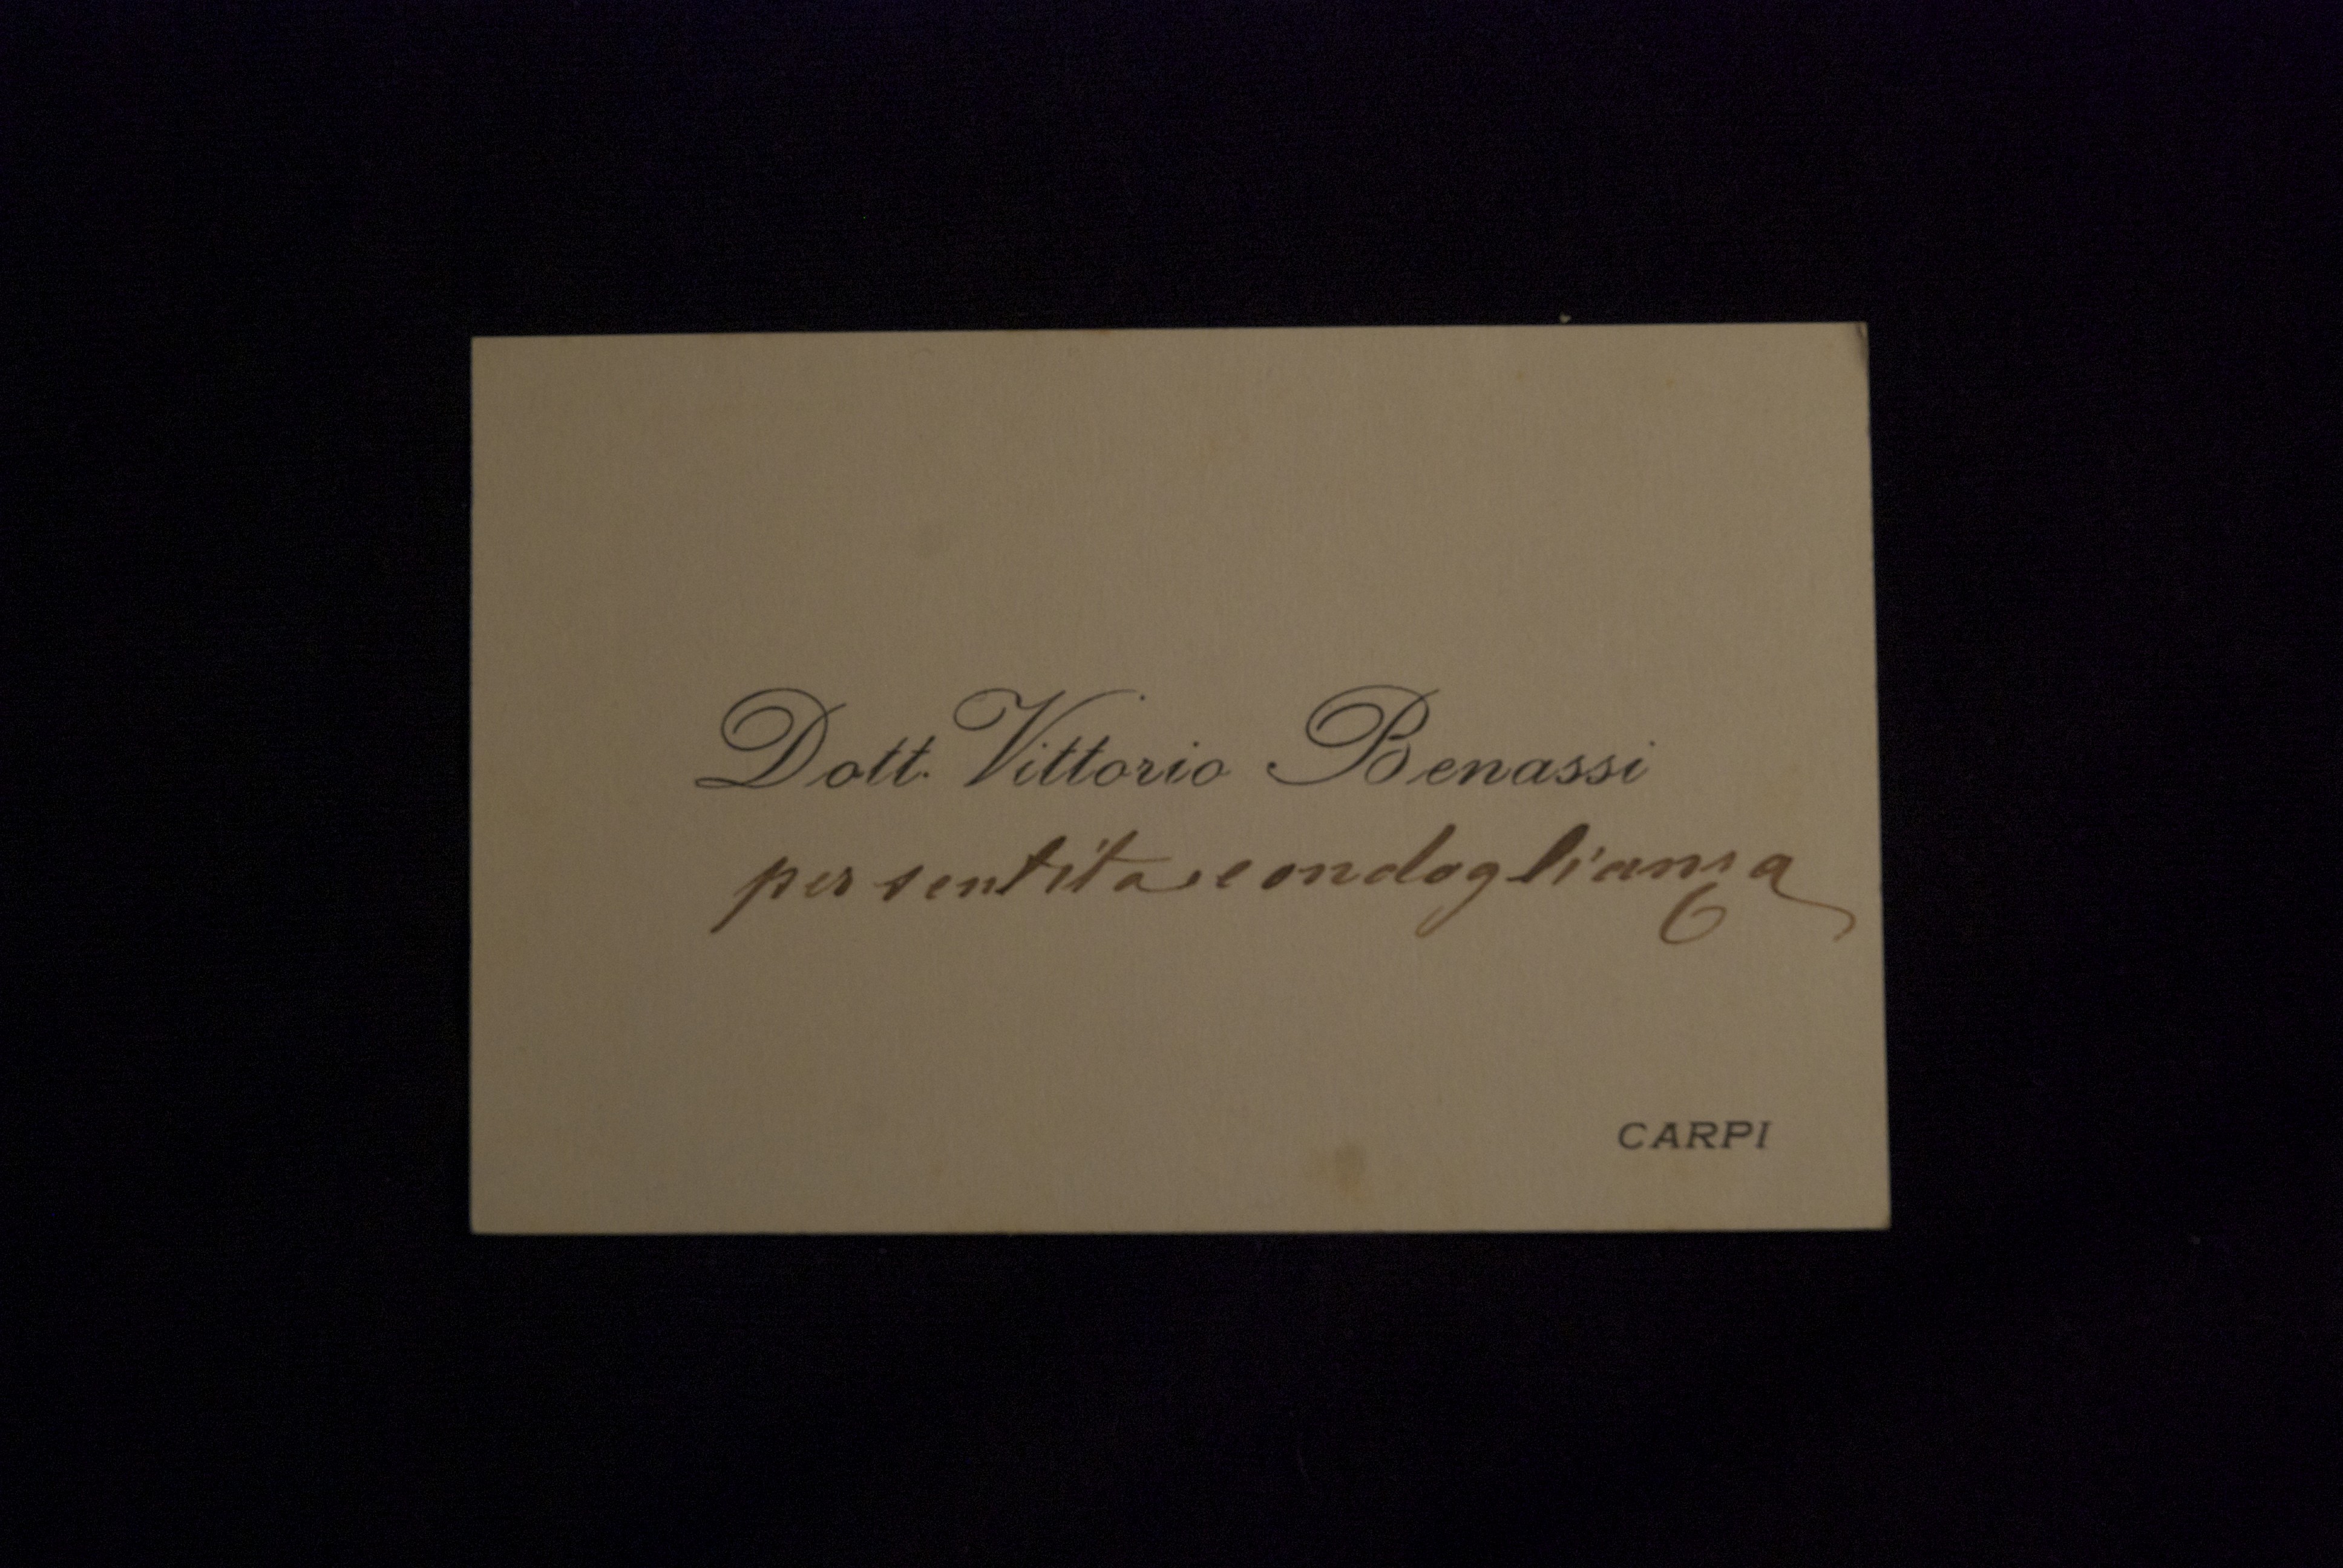 Dott. Vittorio Benassi
per sentita condoglianza
CARPI